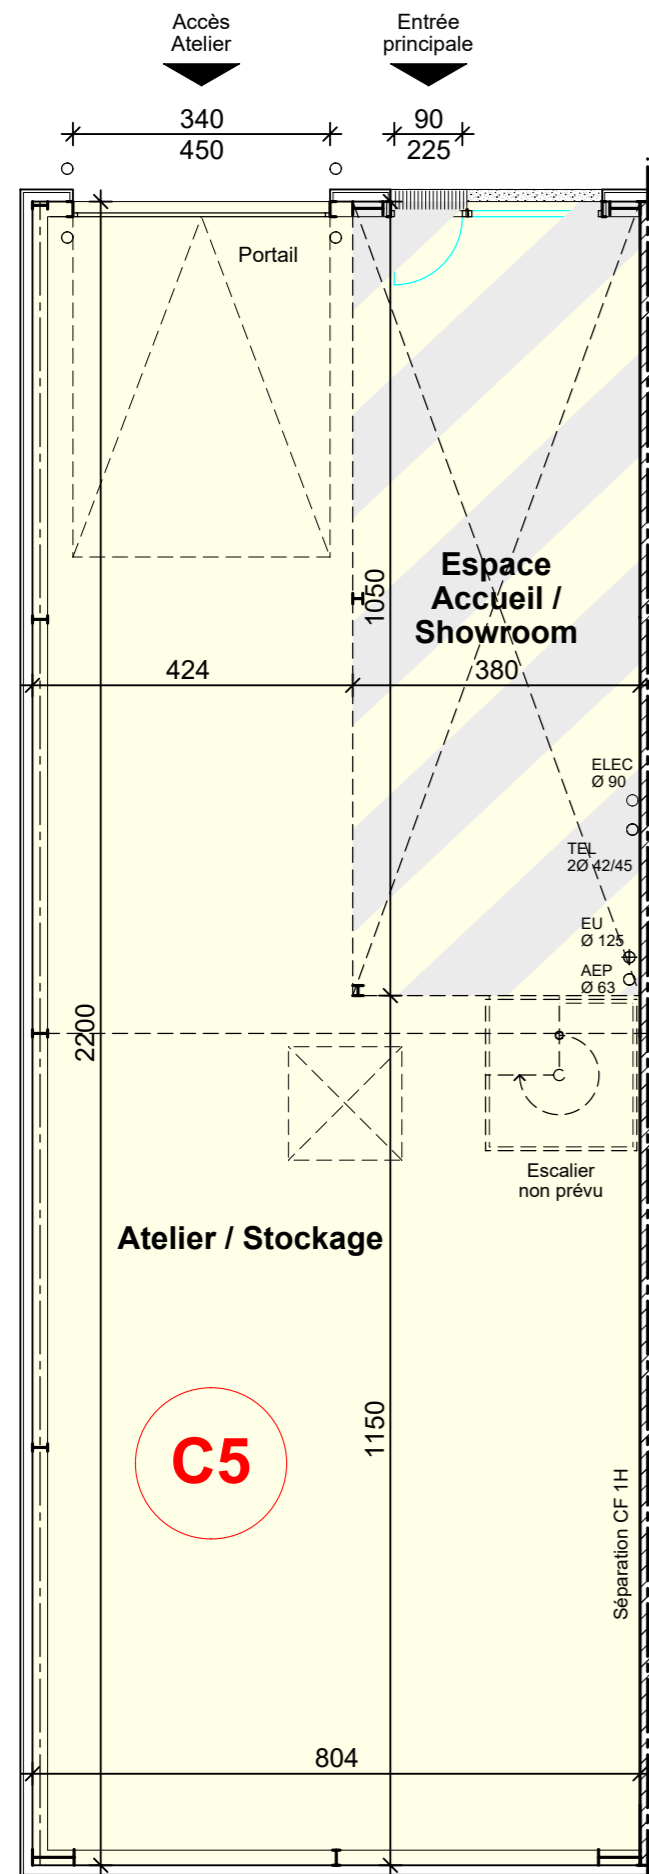 Accès
Atelier
Entrée
principale
340
450
90
225
Portail
Espace
Accueil /
Showroom
1050
424
380
ELEC
Ø 90
TEL
2Ø 42/45
EU
Ø 125
AEP
Ø 63
2200
Escalier
non prévu
Atelier / Stockage
C5
1150
Séparation CF 1H
804